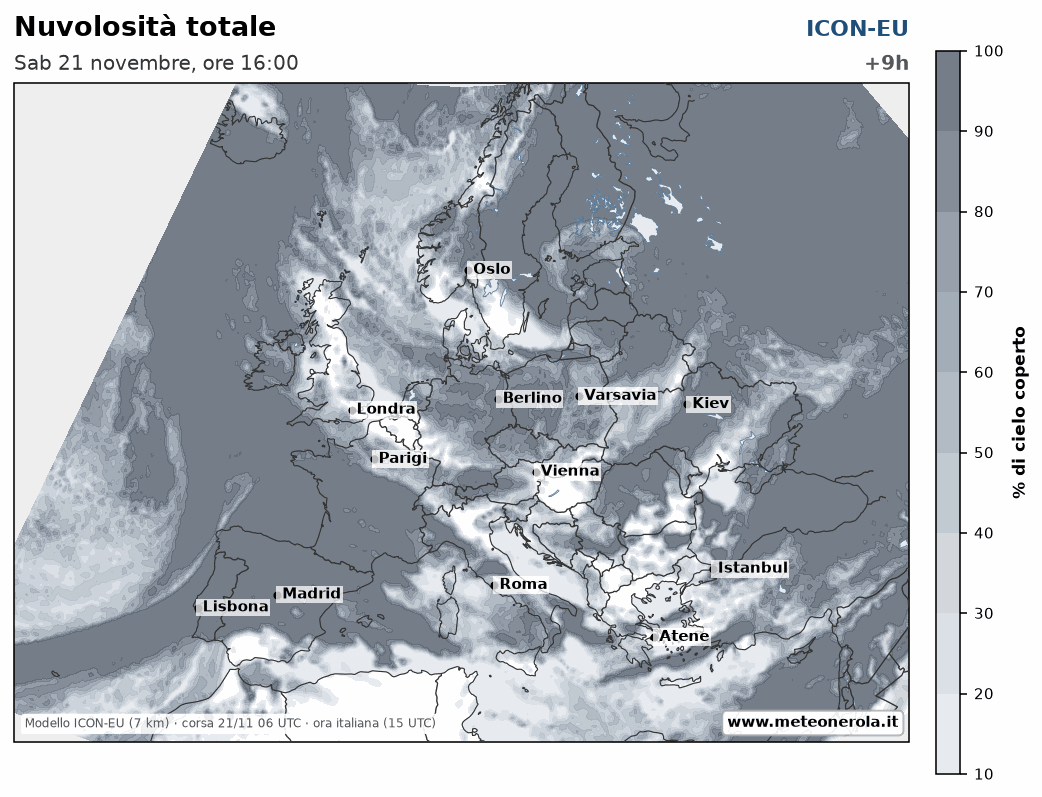 Nuvolosità totale
ICON-EU
Sab 21 novembre, ore 16:00
+9h
Oslo
Londra
Berlino
Varsavia
Kiev
Parigi
Vienna
Istanbul
Roma
Madrid
Lisbona
Atene
Modello ICON-EU (7 km) · corsa 21/11 06 UTC · ora italiana (15 UTC)
www.meteonerola.it
100
90
80
70
60
50
40
30
20
10
% di cielo coperto